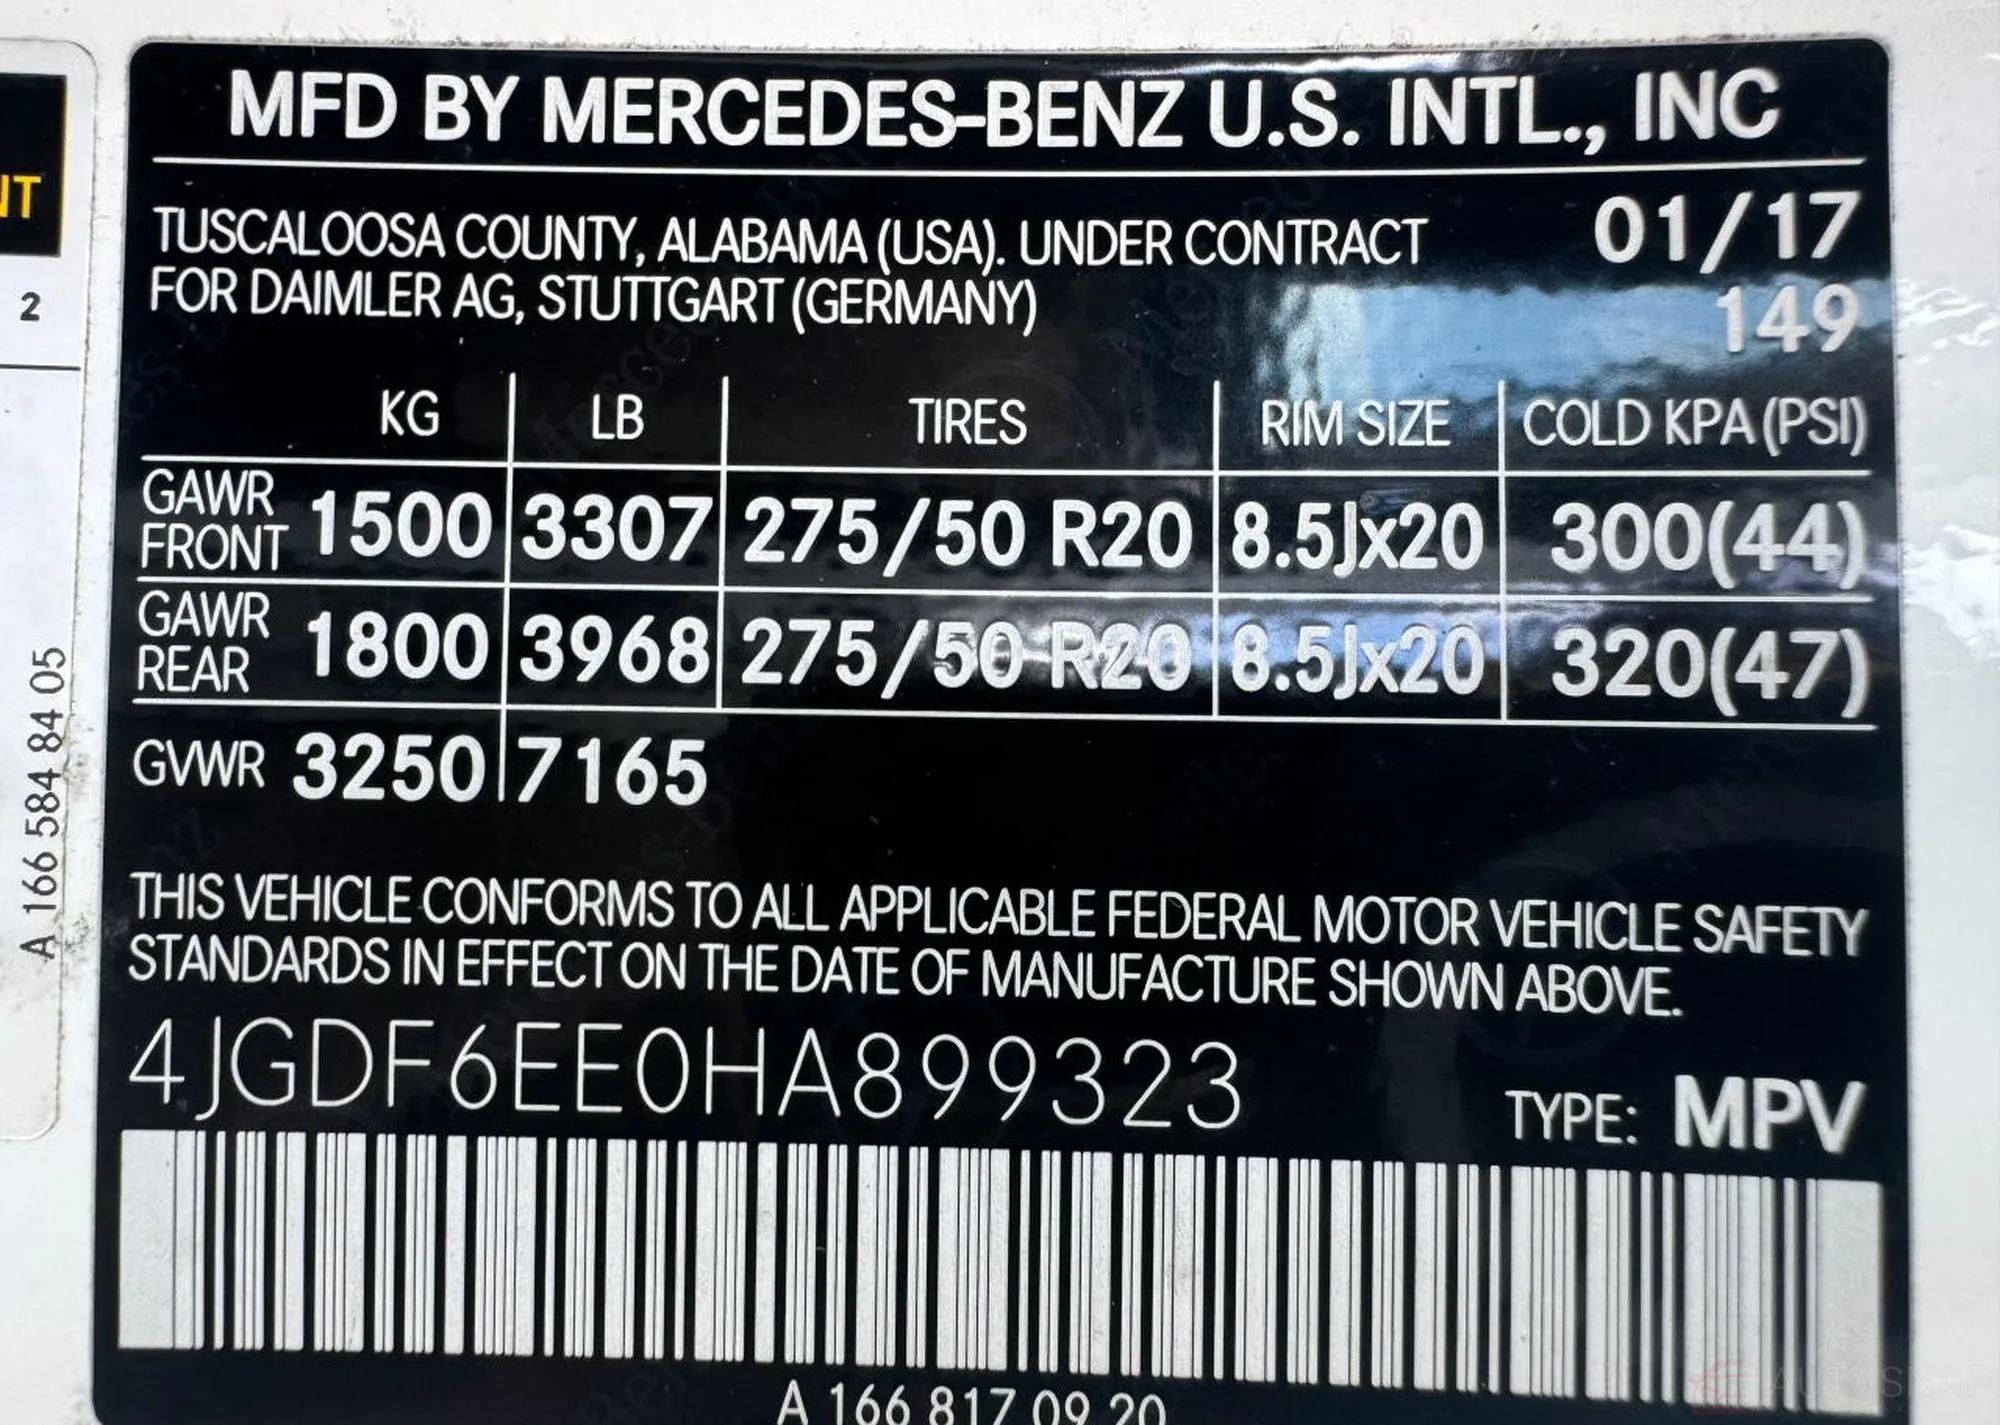 MFD BY MERCEDES-BENZ U.S. INTL., INC
TUSCALOOSA COUNTY, ALABAMA (USA). UNDER CONTRACT 01/17
FOR DAIMLER AG, STUTTGART (GERMANY) 149
KG LB TIRES RIM SIZE COLD KPA (PSI)
GAWR FRONT 1500 3307 275/50 R20 8.5Jx20 300(44)
GAWR REAR 1800 3968 275/50 R20 8.5Jx20 320(47)
GVWR 3250 7165
THIS VEHICLE CONFORMS TO ALL APPLICABLE FEDERAL MOTOR VEHICLE SAFETY
STANDARDS IN EFFECT ON THE DATE OF MANUFACTURE SHOWN ABOVE.
4JGDF6EE0HA899323 TYPE: MPV
A 166 817 09 20
2
A 166 584 84 05